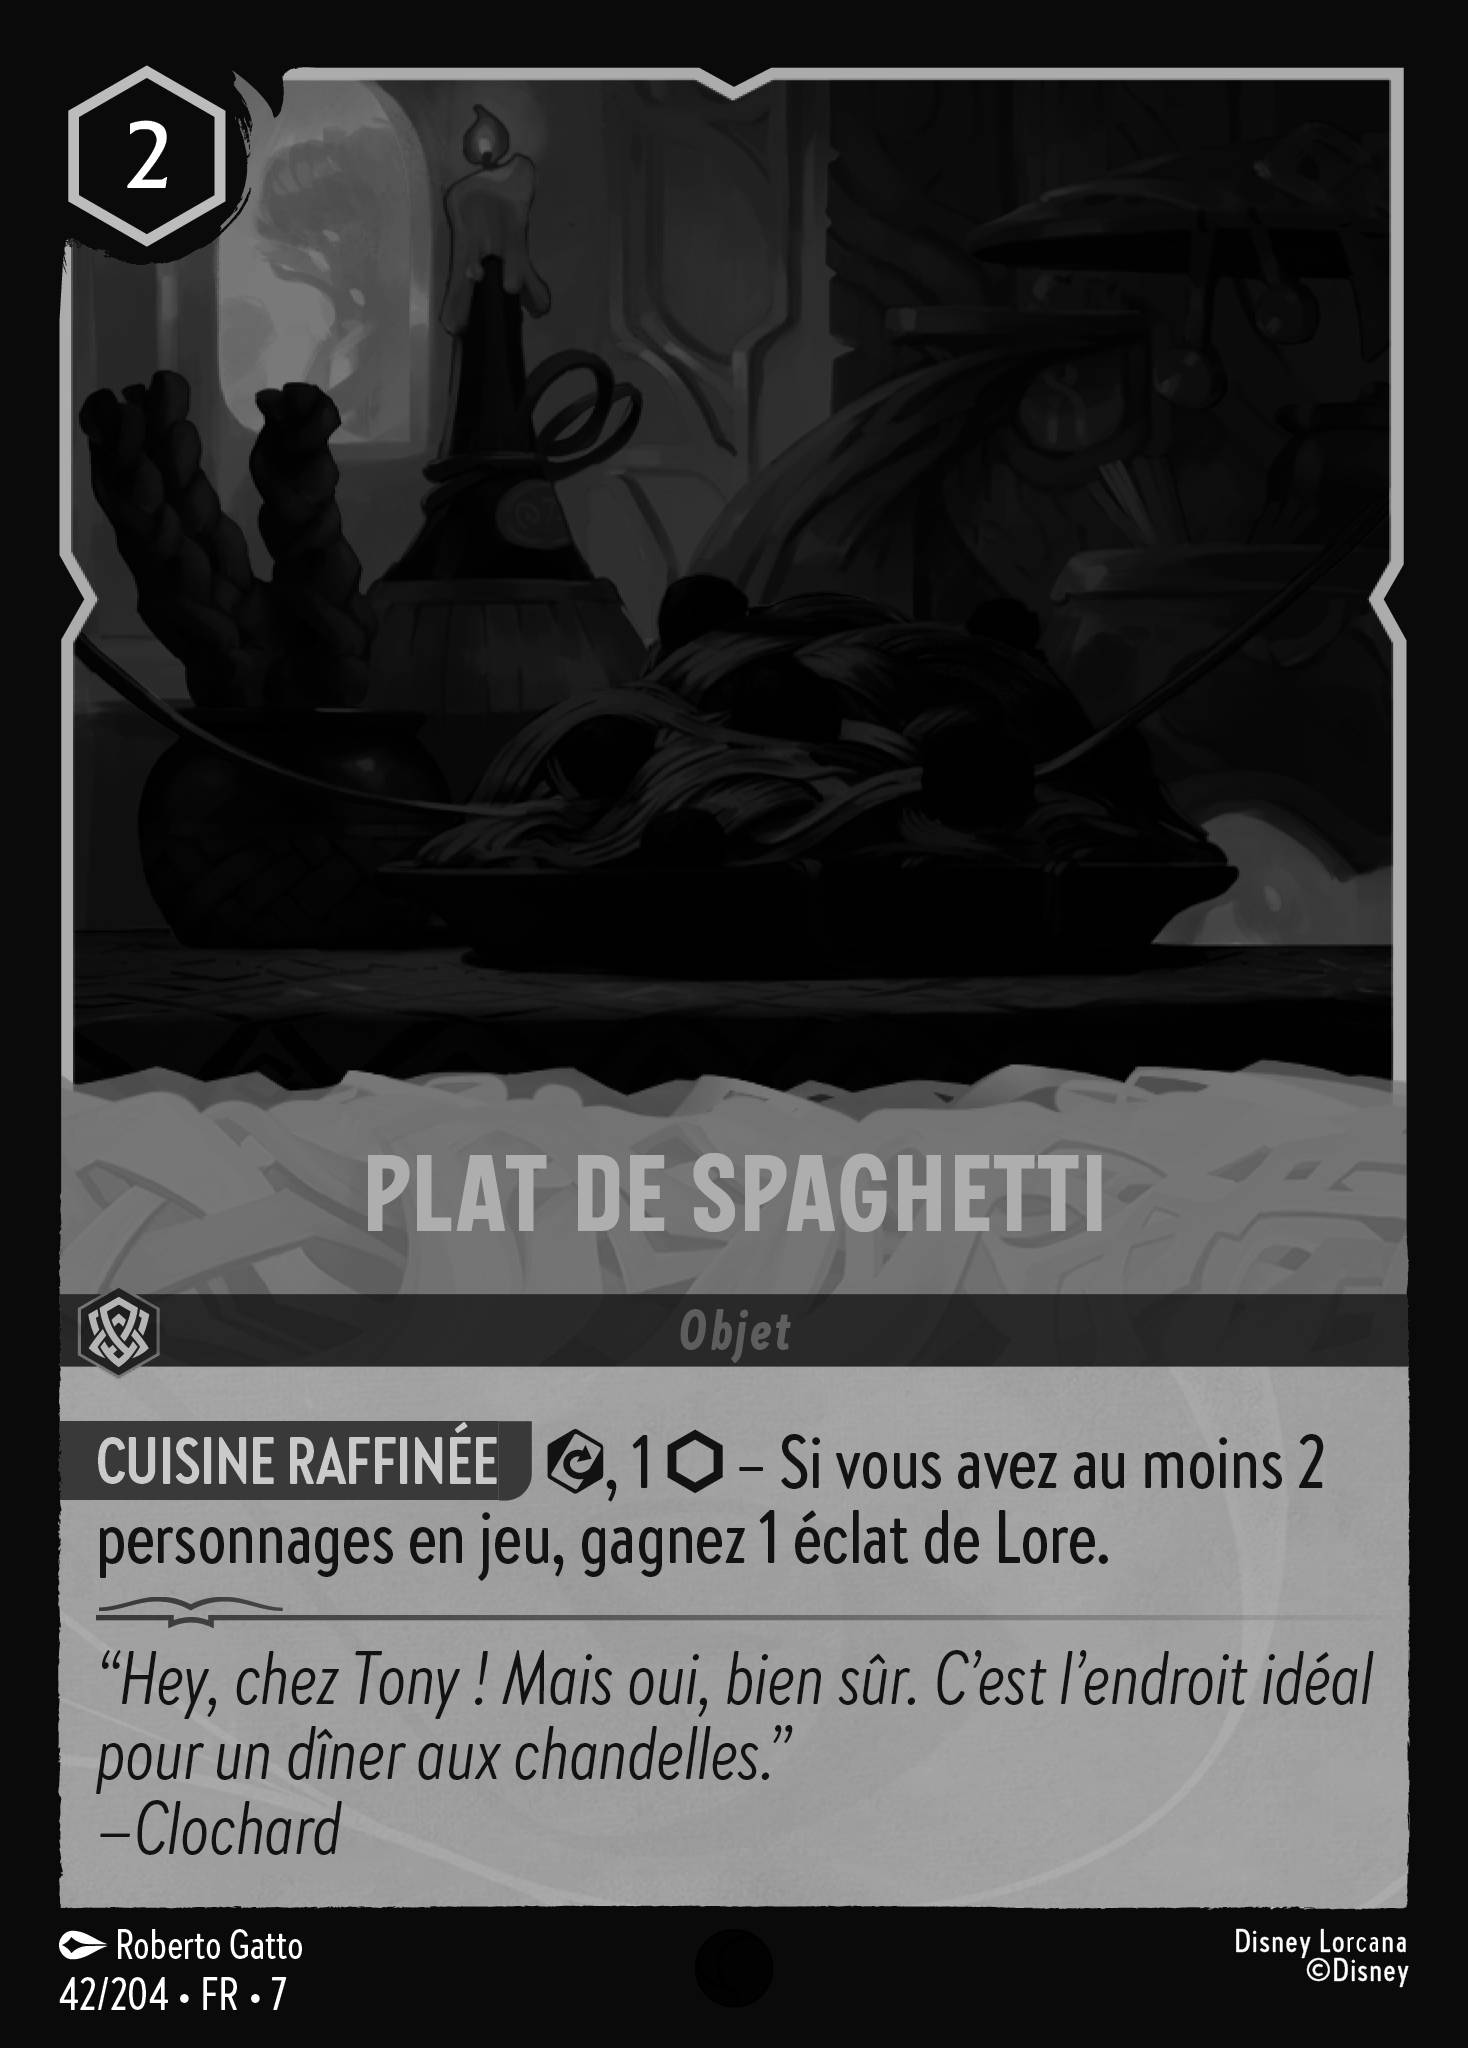 2
PLAT DE SPAGHETTI
Objet
CUISINE RAFFINÉE , 1 – Si vous avez au moins 2
personnages en jeu, gagnez 1 éclat de Lore.
“Hey, chez Tony ! Mais oui, bien sûr. C’est l’endroit idéal
pour un dîner aux chandelles.”
–Clochard
Roberto Gatto
42/204 • FR • 7
Disney Lorcana
©Disney